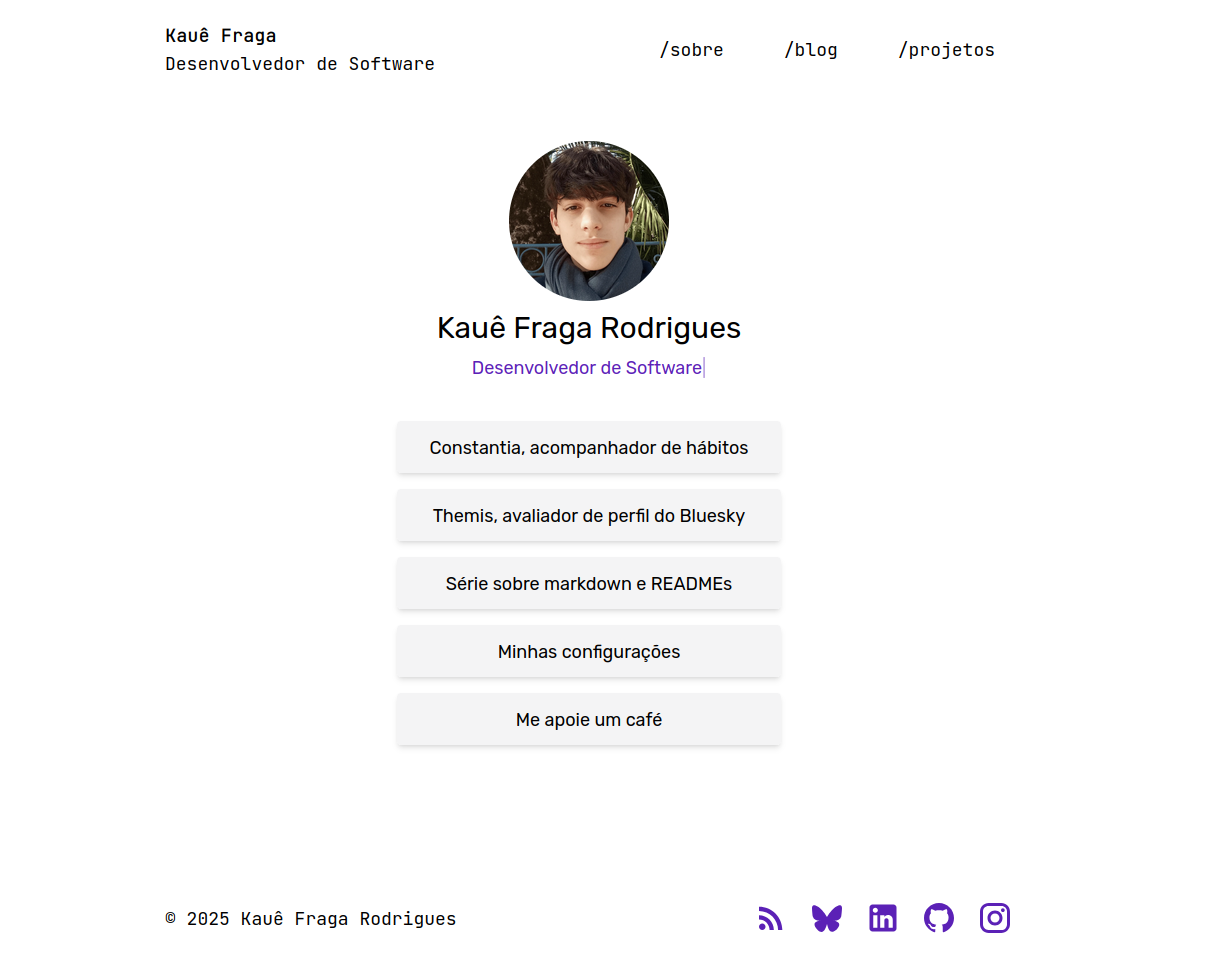 Kauê Fraga
Desenvolvedor de Software
/sobre /blog /projetos
Kauê Fraga Rodrigues
Desenvolvedor de Software
Constantia, acompanhador de hábitos
Themis, avaliador de perfil do Bluesky
Série sobre markdown e READMEs
Minhas configurações
Me apoie um café
© 2025 Kauê Fraga Rodrigues
in